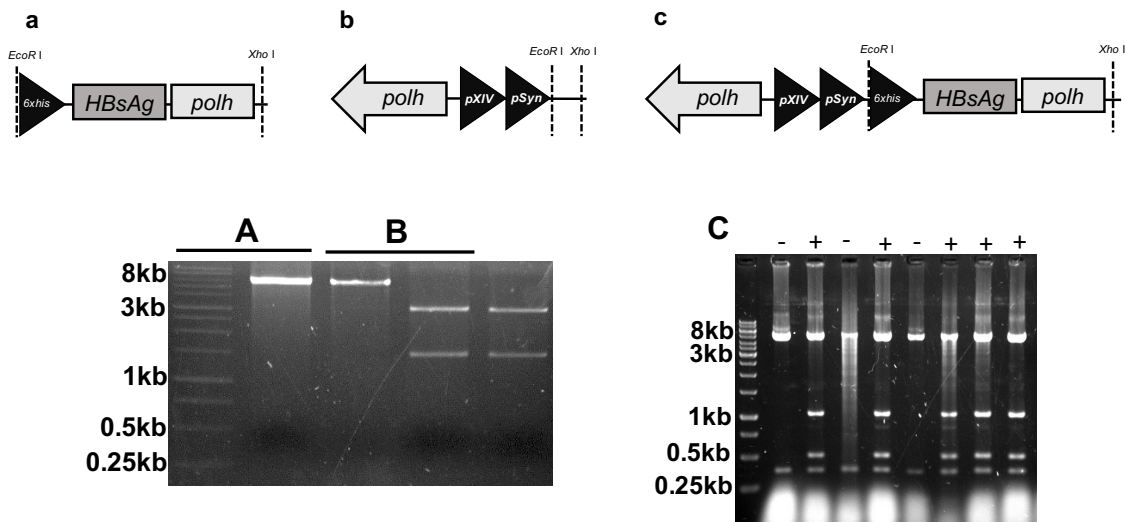 a
b
c
EcoR I
Xho I
6xhis
HBsAg
polh
polh
pXIV
pSyn
EcoR I
Xho I
polh
pXIV
pSyn
EcoR I
6xhis
HBsAg
polh
Xho I
A
B
8kb
3kb
1kb
0.5kb
0.25kb
C
- + - + - + + +
8kb
3kb
1kb
0.5kb
0.25kb